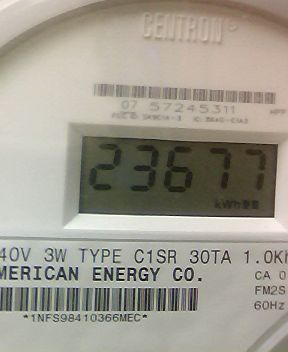 CENTRON®
07 57245311
23677
kWh
40V 3W TYPE C1SR 30TA 1.0Kh
MERICAN ENERGY CO.
CA 0
FM2S
60Hz
*1NFS98410366MEC*